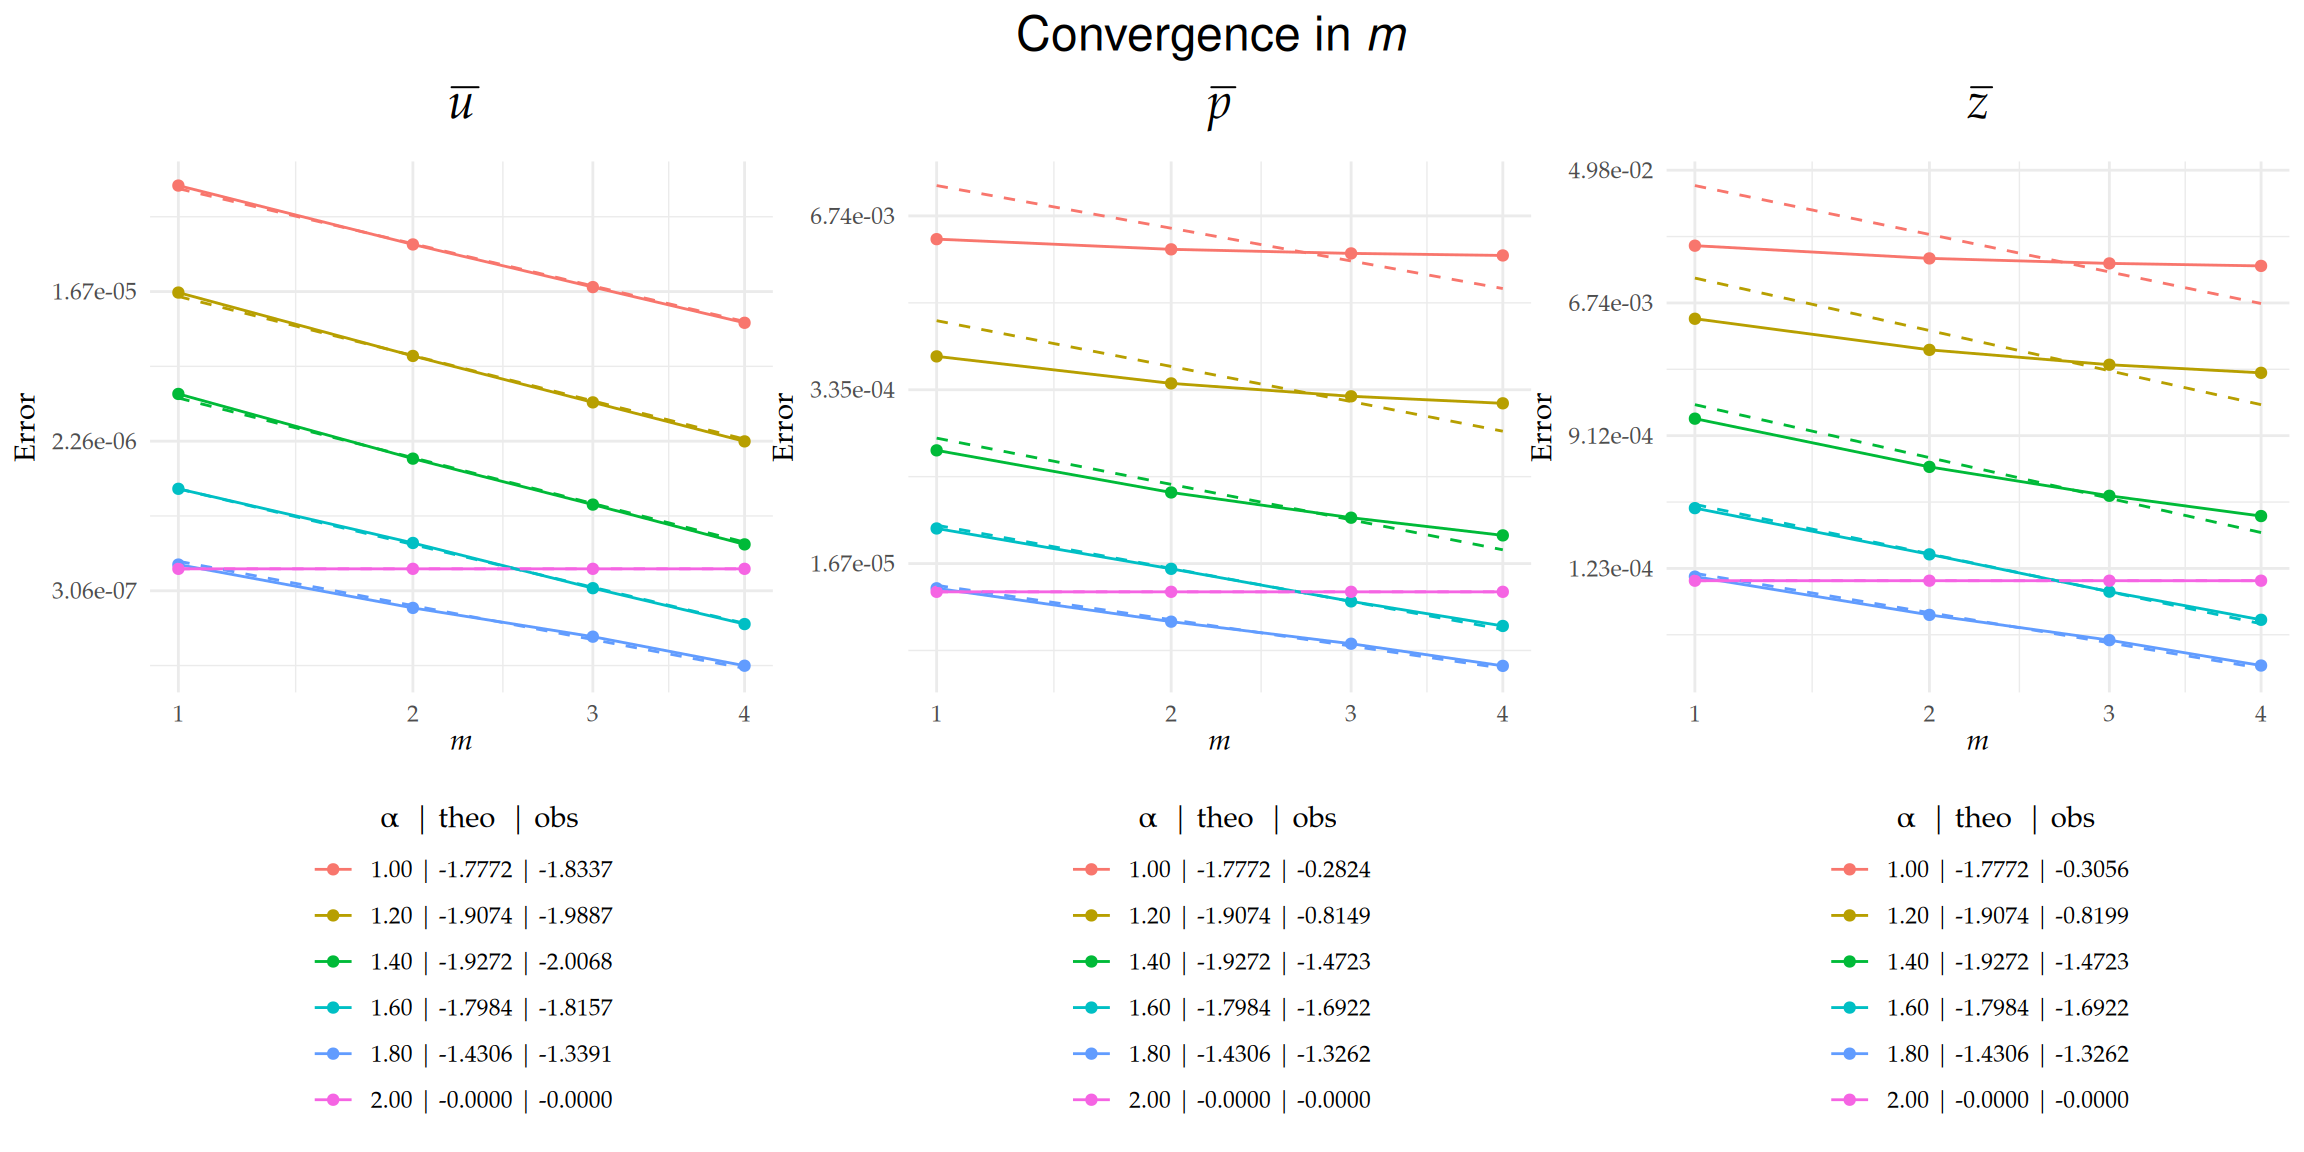 Convergence in m
u̅
p̅
z̅
Error
1.67e-05
2.26e-06
3.06e-07
1 2 3 4
m
Error
6.74e-03
3.35e-04
1.67e-05
1 2 3 4
m
Error
4.98e-02
6.74e-03
9.12e-04
1.23e-04
1 2 3 4
m
α | theo | obs
1.00 | -1.7772 | -1.8337
1.20 | -1.9074 | -1.9887
1.40 | -1.9272 | -2.0068
1.60 | -1.7984 | -1.8157
1.80 | -1.4306 | -1.3391
2.00 | -0.0000 | -0.0000
α | theo | obs
1.00 | -1.7772 | -0.2824
1.20 | -1.9074 | -0.8149
1.40 | -1.9272 | -1.4723
1.60 | -1.7984 | -1.6922
1.80 | -1.4306 | -1.3262
2.00 | -0.0000 | -0.0000
α | theo | obs
1.00 | -1.7772 | -0.3056
1.20 | -1.9074 | -0.8199
1.40 | -1.9272 | -1.4723
1.60 | -1.7984 | -1.6922
1.80 | -1.4306 | -1.3262
2.00 | -0.0000 | -0.0000